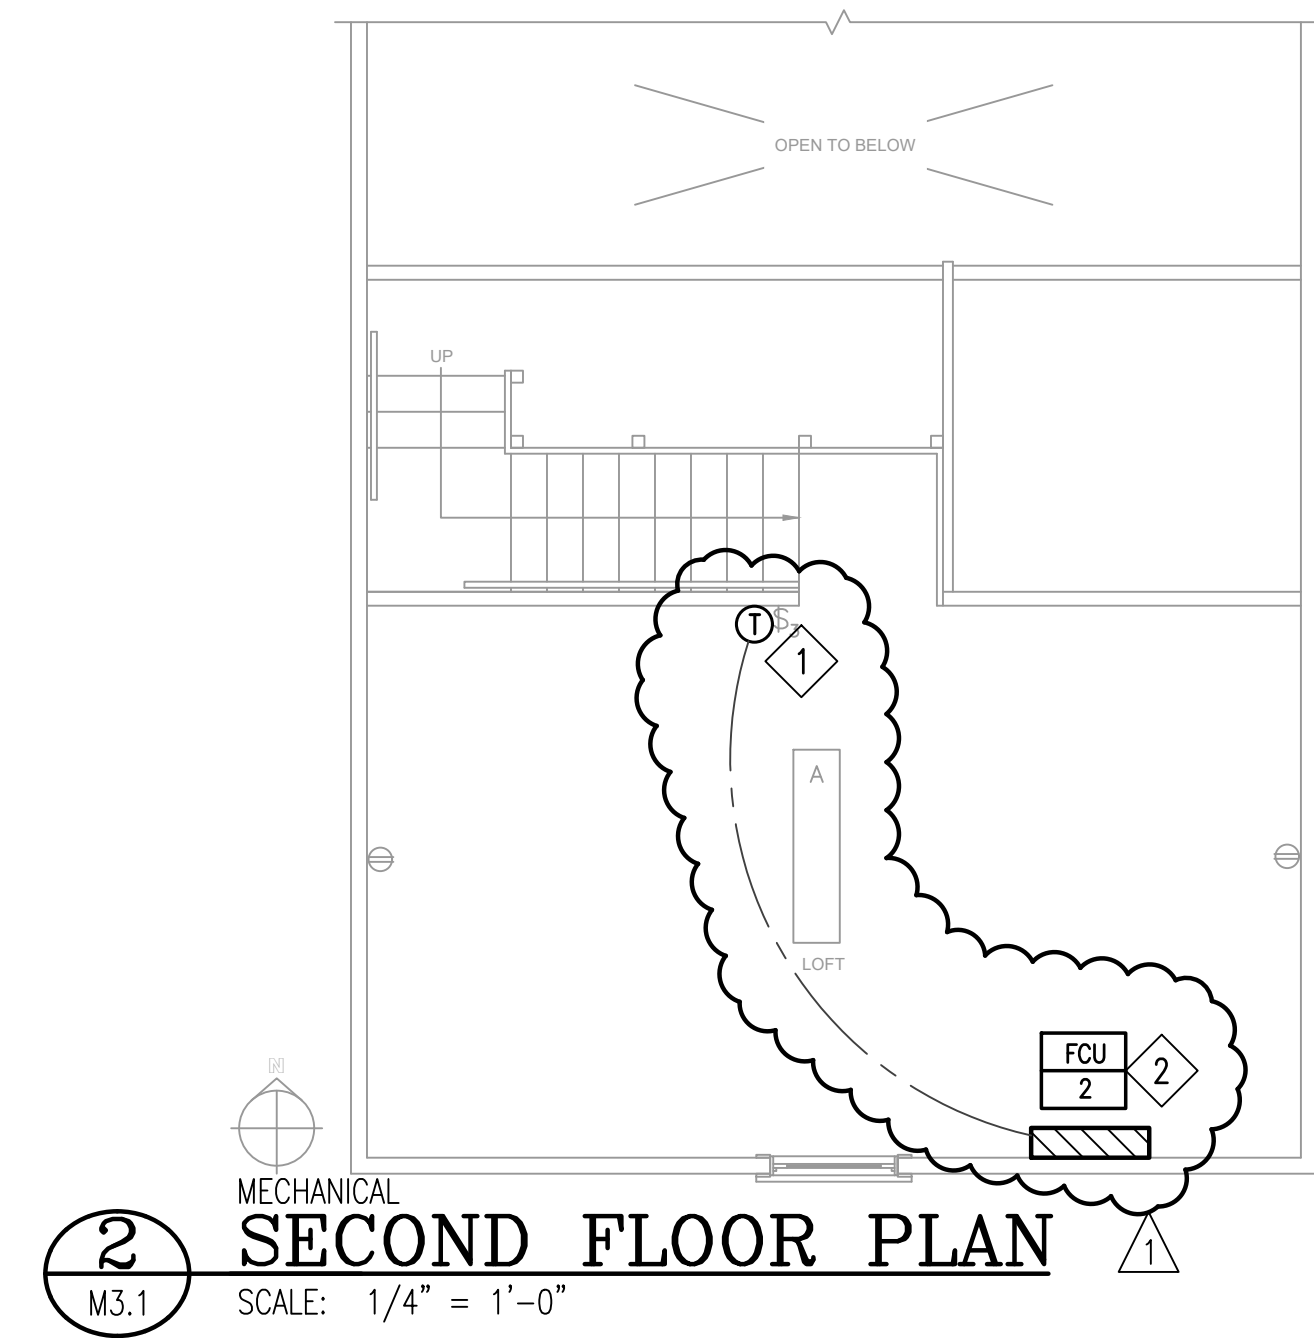 OPEN TO BELOW
UP
T $3
1
A
LOFT
FCU
2
2
N
MECHANICAL
2 SECOND FLOOR PLAN
1
M3.1 SCALE: 1/4" = 1'-0"